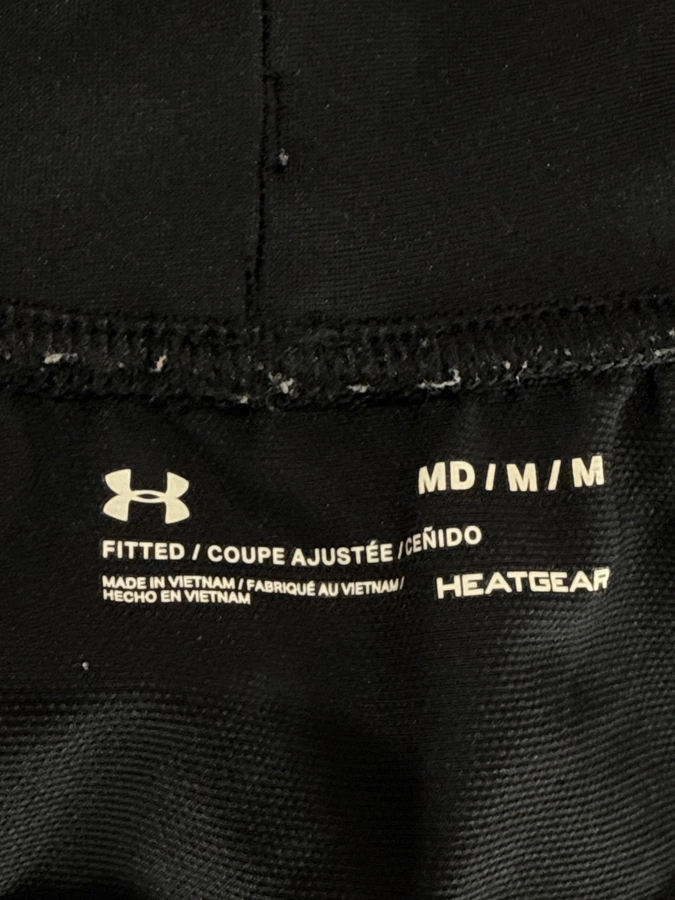 MD / M / M
FITTED / COUPE AJUSTÉE / CEÑIDO
MADE IN VIETNAM / FABRIQUÉ AU VIETNAM /
HECHO EN VIETNAM
HEATGEAR